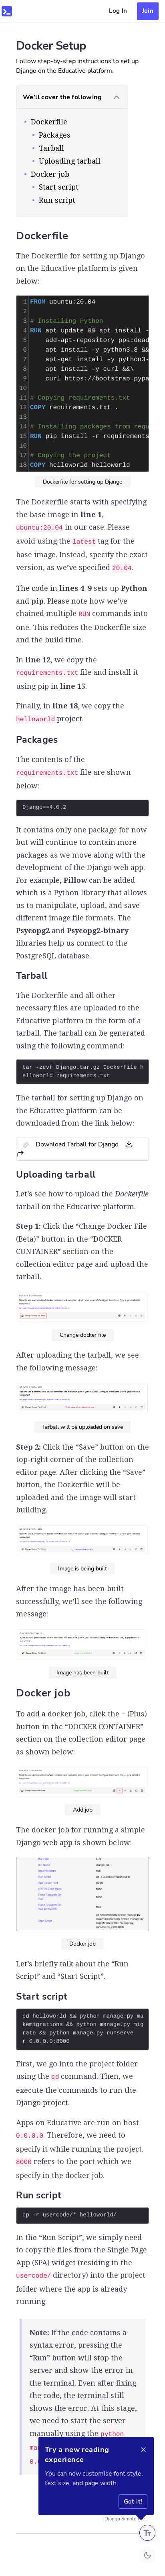 Log In
Join
Docker Setup
Follow step-by-step instructions to set up
Django on the Educative platform.
We'll cover the following
Dockerfile
Packages
Tarball
Uploading tarball
Docker job
Start script
Run script
Dockerfile
The Dockerfile for setting up Django
on the Educative platform is given
below:
1 FROM ubuntu:20.04
2
3 # Installing Python
4 RUN apt update && apt install -
5 add-apt-repository ppa:dead
6 apt install -y python3.8 &&
7 apt-get install -y python3-
8 apt install -y curl &&\
9 curl https://bootstrap.pypa
10
11 # Copying requirements.txt
12 COPY requirements.txt .
13
14 # Installing packages from requ
15 RUN pip install -r requirements
16
17 # Copying the project
18 COPY helloworld helloworld
Dockerfile for setting up Django
The Dockerfile starts with specifying
the base image in line 1,
ubuntu:20.04 in our case. Please
avoid using the latest tag for the
base image. Instead, specify the exact
version, as we've specified 20.04.
The code in lines 4–9 sets up Python
and pip. Please note how we've
chained multiple RUN commands into
one. This reduces the Dockerfile size
and the build time.
In line 12, we copy the
requirements.txt file and install it
using pip in line 15.
Finally, in line 18, we copy the
helloworld project.
Packages
The contents of the
requirements.txt file are shown
below:
Django==4.0.2
It contains only one package for now
but will continue to contain more
packages as we move along with the
development of the Django web app.
For example, Pillow can be added
which is a Python library that allows
us to manipulate, upload, and save
different image file formats. The
Psycopg2 and Psycopg2-binary
libraries help us connect to the
PostgreSQL database.
Tarball
The Dockerfile and all other
necessary files are uploaded to the
Educative platform in the form of a
tarball. The tarball can be generated
using the following command:
tar -zcvf Django.tar.gz Dockerfile h
elloworld requirements.txt
The tarball for setting up Django on
the Educative platform can be
downloaded from the link below:
Download Tarball for Django
Uploading tarball
Let's see how to upload the Dockerfile
tarball on the Educative platform.
Step 1: Click the “Change Docker File
(Beta)” button in the “DOCKER
CONTAINER” section on the
collection editor page and upload the
tarball.
Change docker file
After uploading the tarball, we see
the following message:
Tarball will be uploaded on save
Step 2: Click the “Save” button on the
top-right corner of the collection
editor page. After clicking the “Save”
button, the Dockerfile will be
uploaded and the image will start
building.
Image is being built
After the image has been built
successfully, we'll see the following
message:
Image has been built
Docker job
To add a docker job, click the + (Plus)
button in the “DOCKER CONTAINER”
section on the collection editor page
as shown below:
Add job
The docker job for running a simple
Django web app is shown below:
Docker job
Let's briefly talk about the “Run
Script” and “Start Script”.
Start script
cd helloworld && python manage.py ma
kemigrations && python manage.py mig
rate && python manage.py runserve
r 0.0.0.0:8000
First, we go into the project folder
using the cd command. Then, we
execute the commands to run the
Django project.
Apps on Educative are run on host
0.0.0.0. Therefore, we need to
specify it while running the project.
8000 refers to the port which we
specify in the docker job.
Run script
cp -r usercode/* helloworld/
In the “Run Script”, we simply need
to copy the files from the Single Page
App (SPA) widget (residing in the
usercode/ directory) into the project
folder where the app is already
running.
Note: If the code contains a
syntax error, pressing the
“Run” button will stop the
server and show the error in
the terminal. Even after fixing
the code, the terminal still
shows the error. At this stage,
we need to start the server
manually using the python
Try a new reading
experience
You can now customise font style,
text size, and page width.
Got it!
Django Simple